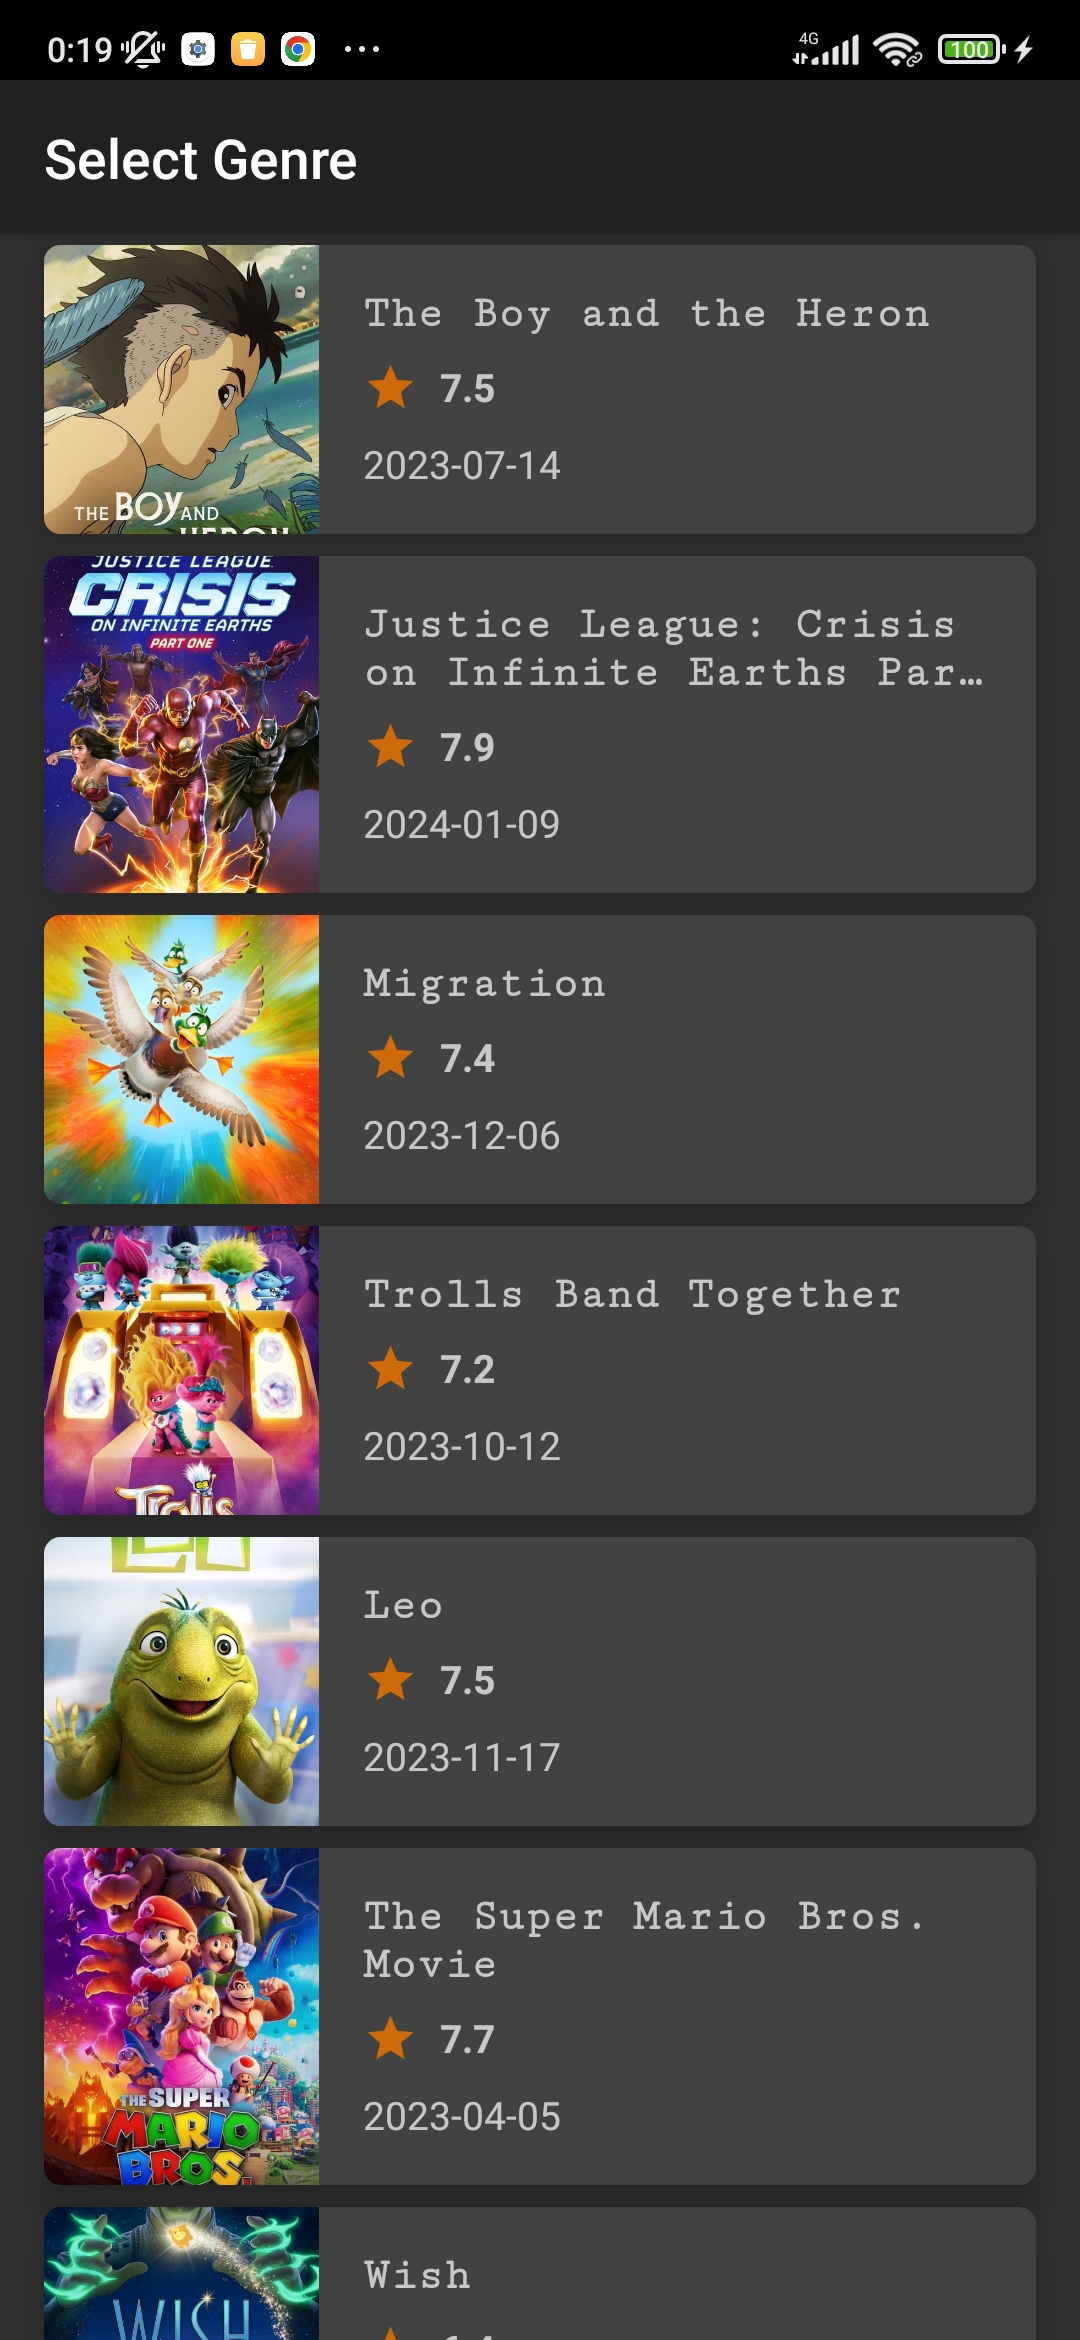 0:19
4G
100
Select Genre
THE BOY AND
The Boy and the Heron
7.5
2023-07-14
JUSTICE LEAGUE
CRISIS
ON INFINITE EARTHS
PART ONE
Justice League: Crisis
on Infinite Earths Par…
7.9
2024-01-09
Migration
7.4
2023-12-06
Trolls
Trolls Band Together
7.2
2023-10-12
Leo
7.5
2023-11-17
THE SUPER
MARIO
BROS.
The Super Mario Bros.
Movie
7.7
2023-04-05
WISH
Wish